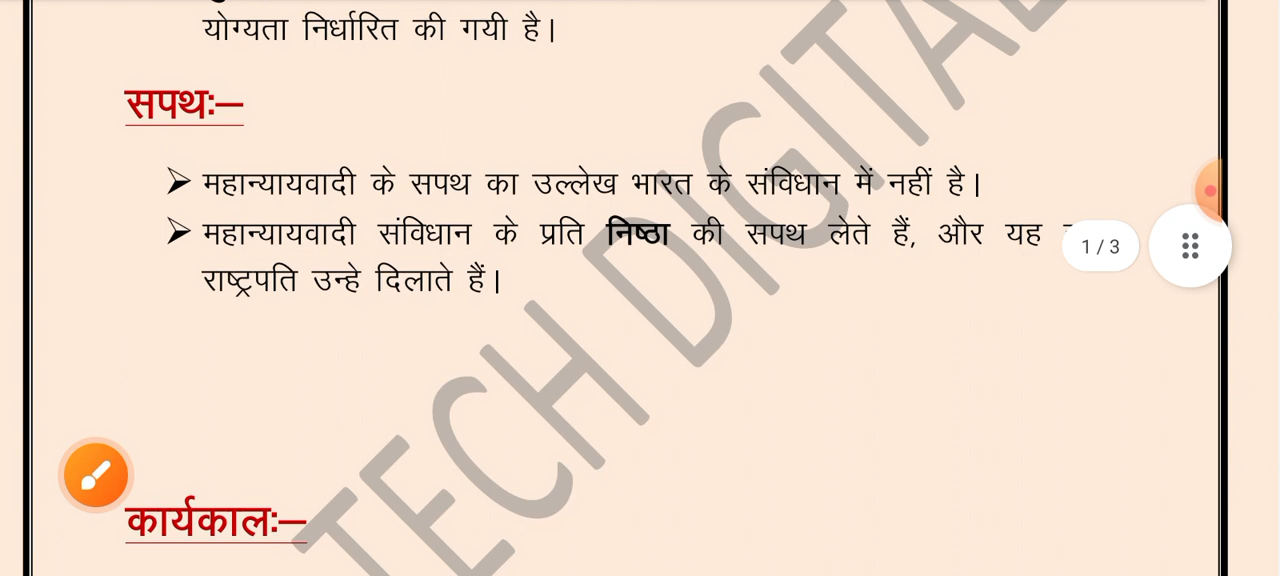 योग्यता निर्धारित की गयी है।
सपथः–
➢ महान्यायवादी के सपथ का उल्लेख भारत के संविधान में नहीं है।
➢ महान्यायवादी संविधान के प्रति निष्ठा की सपथ लेते हैं, और यह
1 / 3
राष्ट्रपति उन्हे दिलाते हैं।
कार्यकालः–
TECH DIGITAL